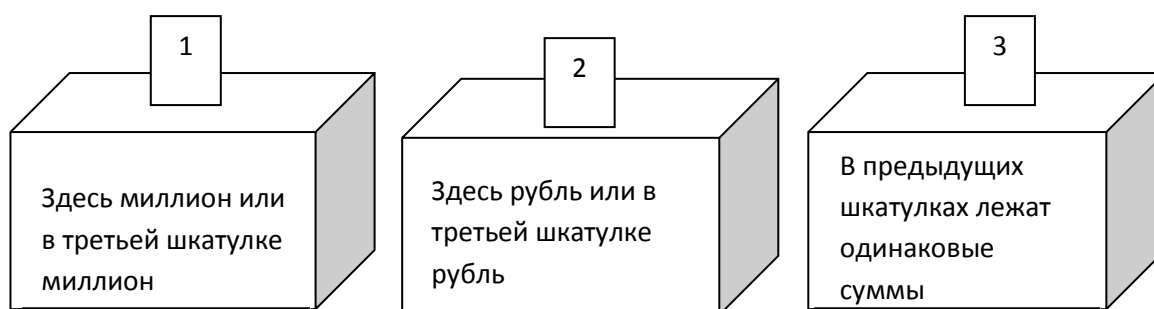 1
Здесь миллион или
в третьей шкатулке
миллион
2
Здесь рубль или в
третьей шкатулке
рубль
3
В предыдущих
шкатулках лежат
одинаковые
суммы